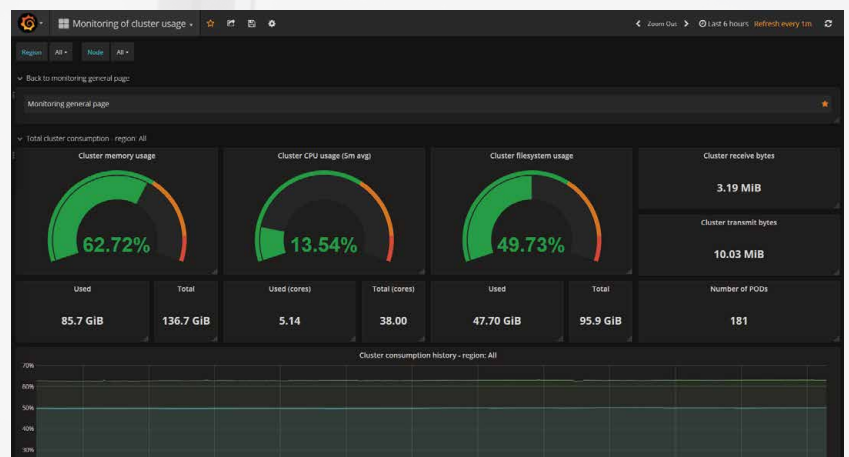 Monitoring of cluster usage
Zoom Out
Last 6 hours Refresh every 1m
Region All Node All
Back to monitoring general page
Monitoring general page
Total cluster consumption - region: All
Cluster memory usage
62.72%
Cluster CPU usage (5m avg)
13.54%
Cluster filesystem usage
49.73%
Cluster receive bytes
3.19 MiB
Cluster transmit bytes
10.03 MiB
Used
85.7 GiB
Total
136.7 GiB
Used (cores)
5.14
Total (cores)
38.00
Used
47.70 GiB
Total
95.9 GiB
Number of PODs
181
Cluster consumption history - region: All
70%
60%
50%
40%
30%